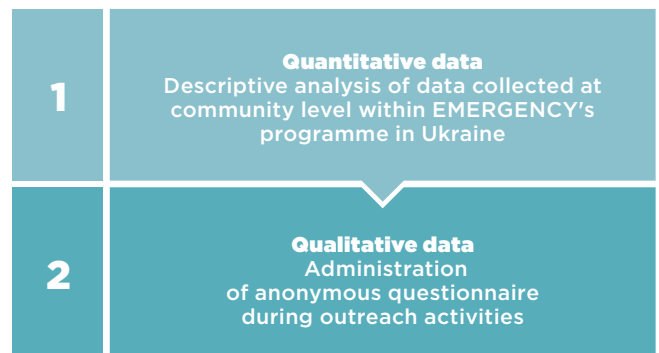 1
Quantitative data
Descriptive analysis of data collected at
community level within EMERGENCY's
programme in Ukraine
2
Qualitative data
Administration
of anonymous questionnaire
during outreach activities